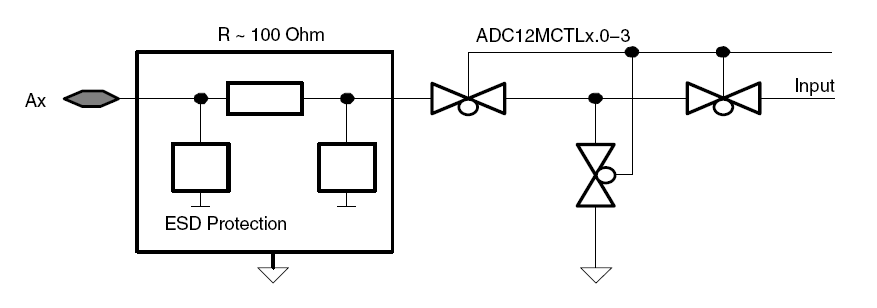 R ~ 100 Ohm
ADC12MCTLx.0–3
Ax
Input
ESD Protection